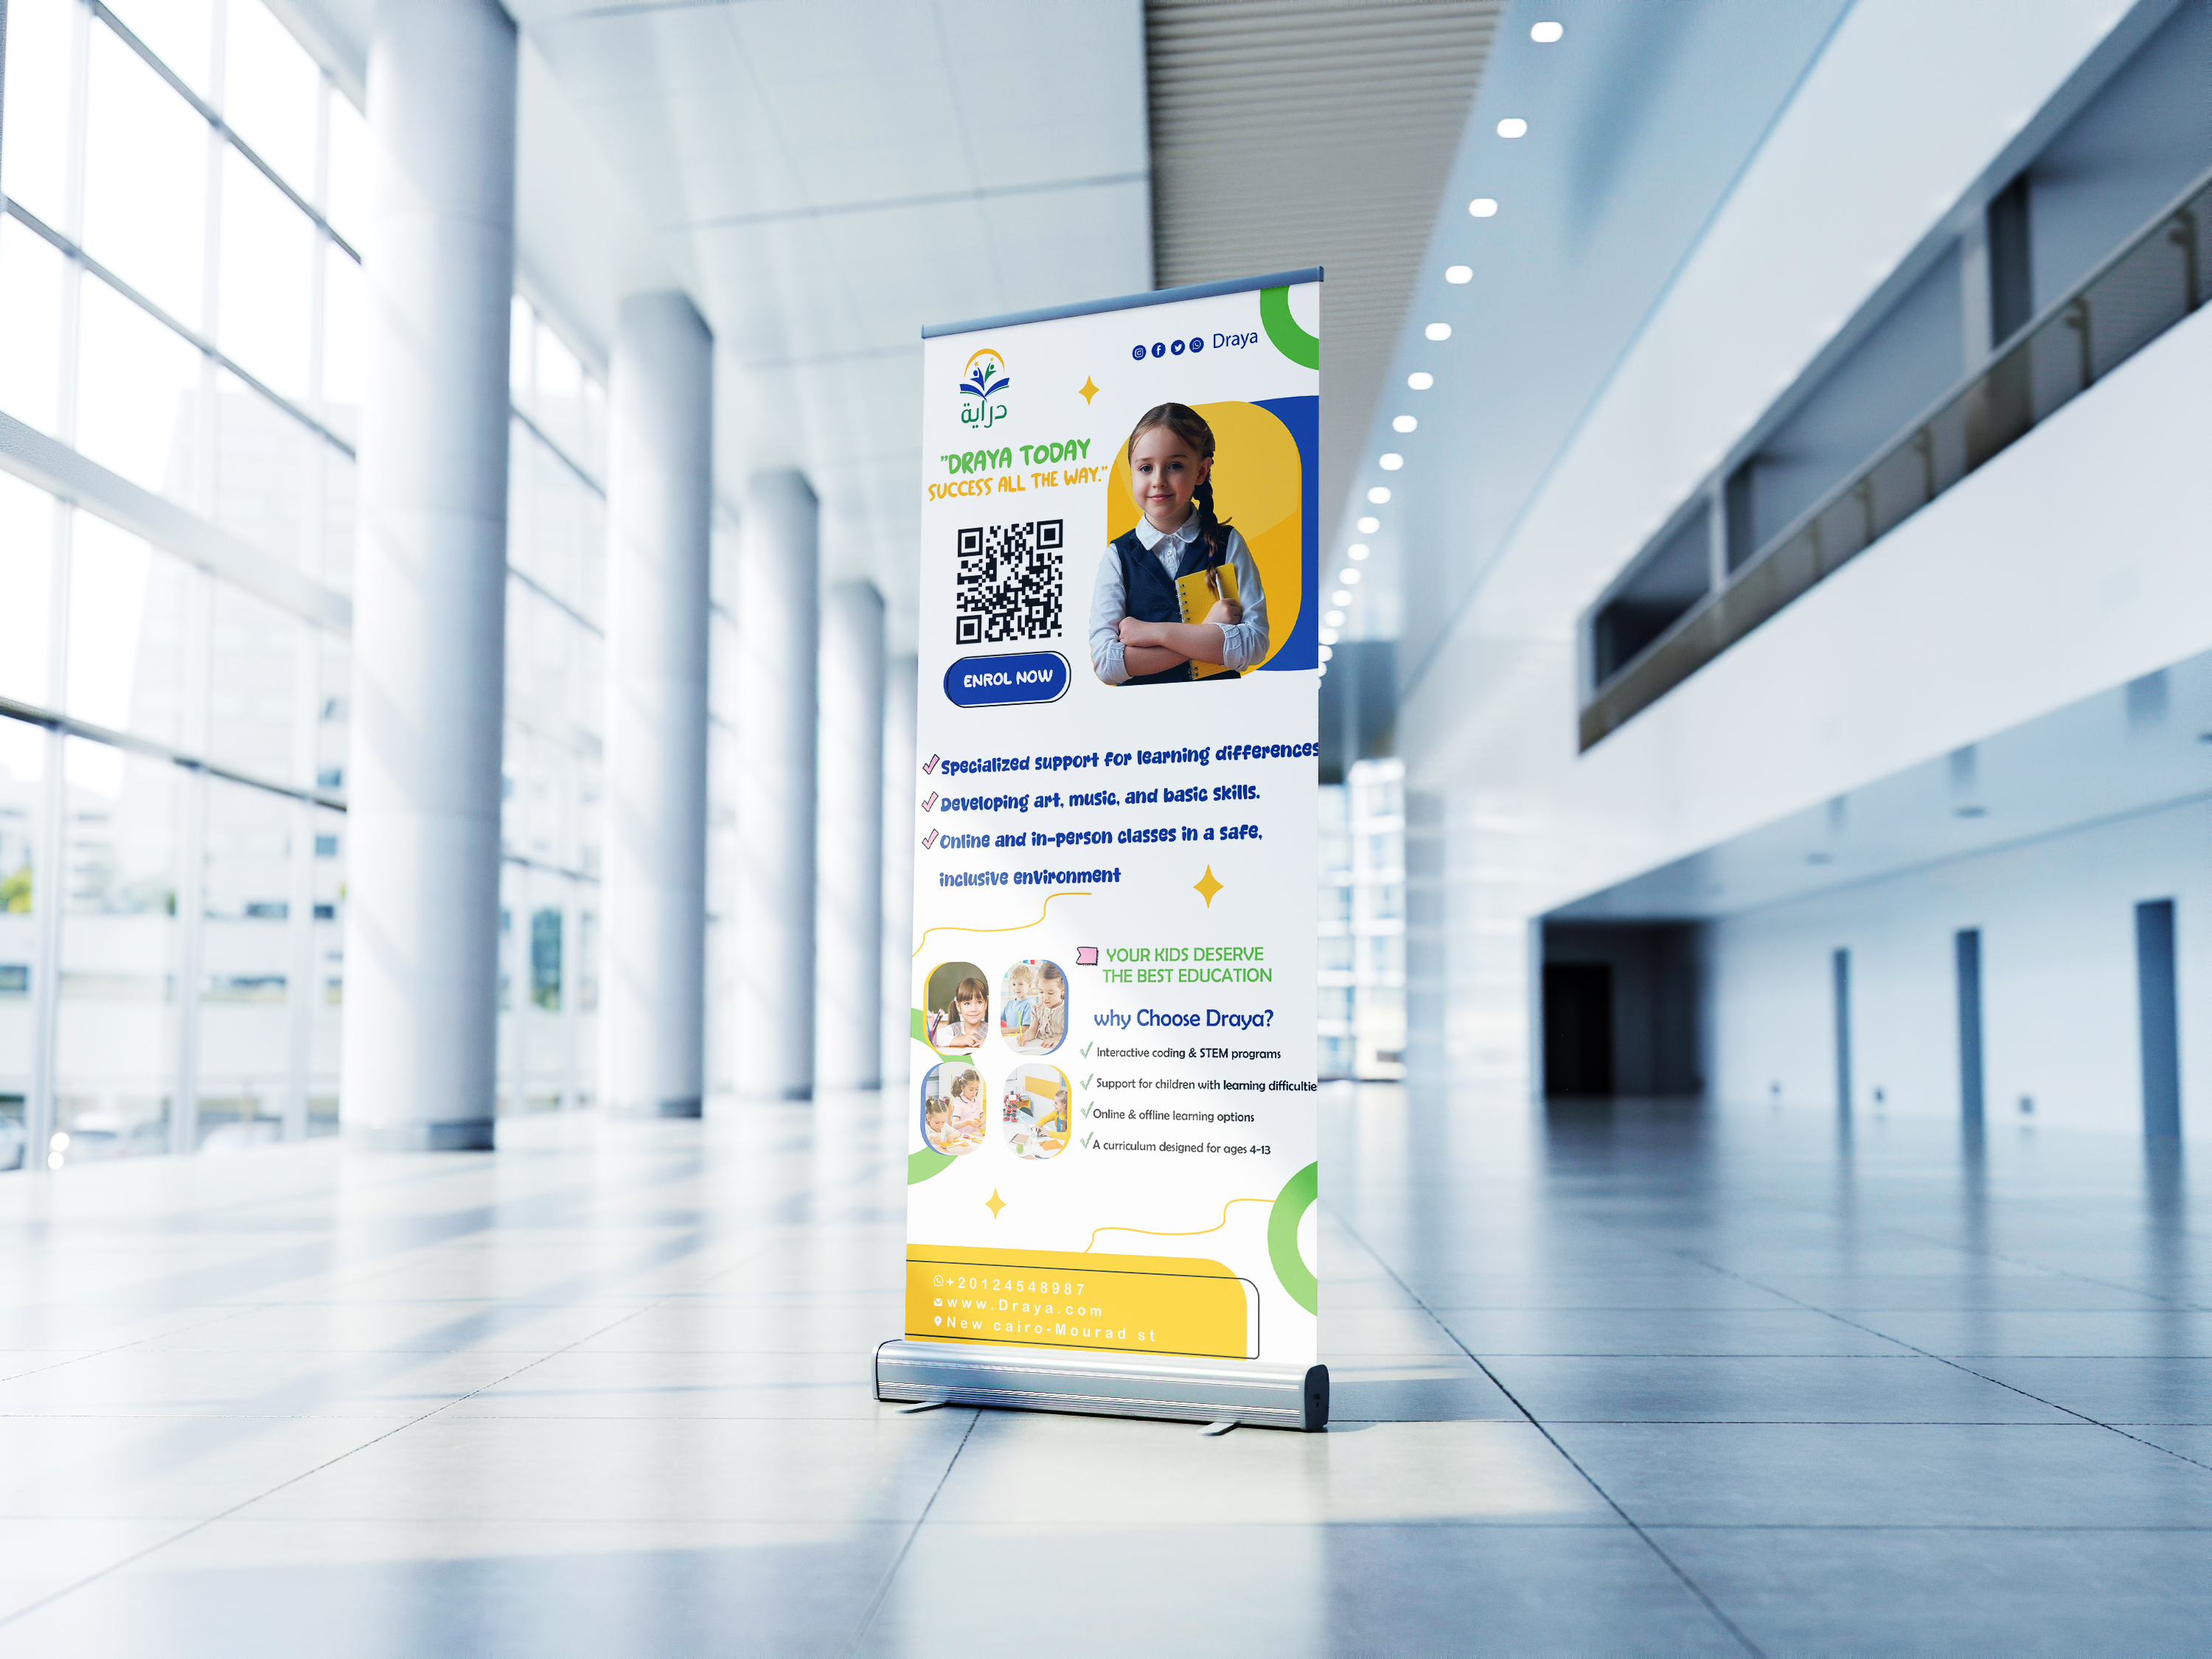 Draya
دراية
"DRAYA TODAY
SUCCESS ALL THE WAY."
ENROL NOW
Specialized support for learning differences
Developing art, music, and basic skills.
Online and in-person classes in a safe,
inclusive environment
YOUR KIDS DESERVE
THE BEST EDUCATION
why Choose Draya?
Interactive coding & STEM programs
Support for children with learning difficultie
Online & offline learning options
A curriculum designed for ages 4-13
+20124548987
www.Draya.com
New cairo-Mourad st